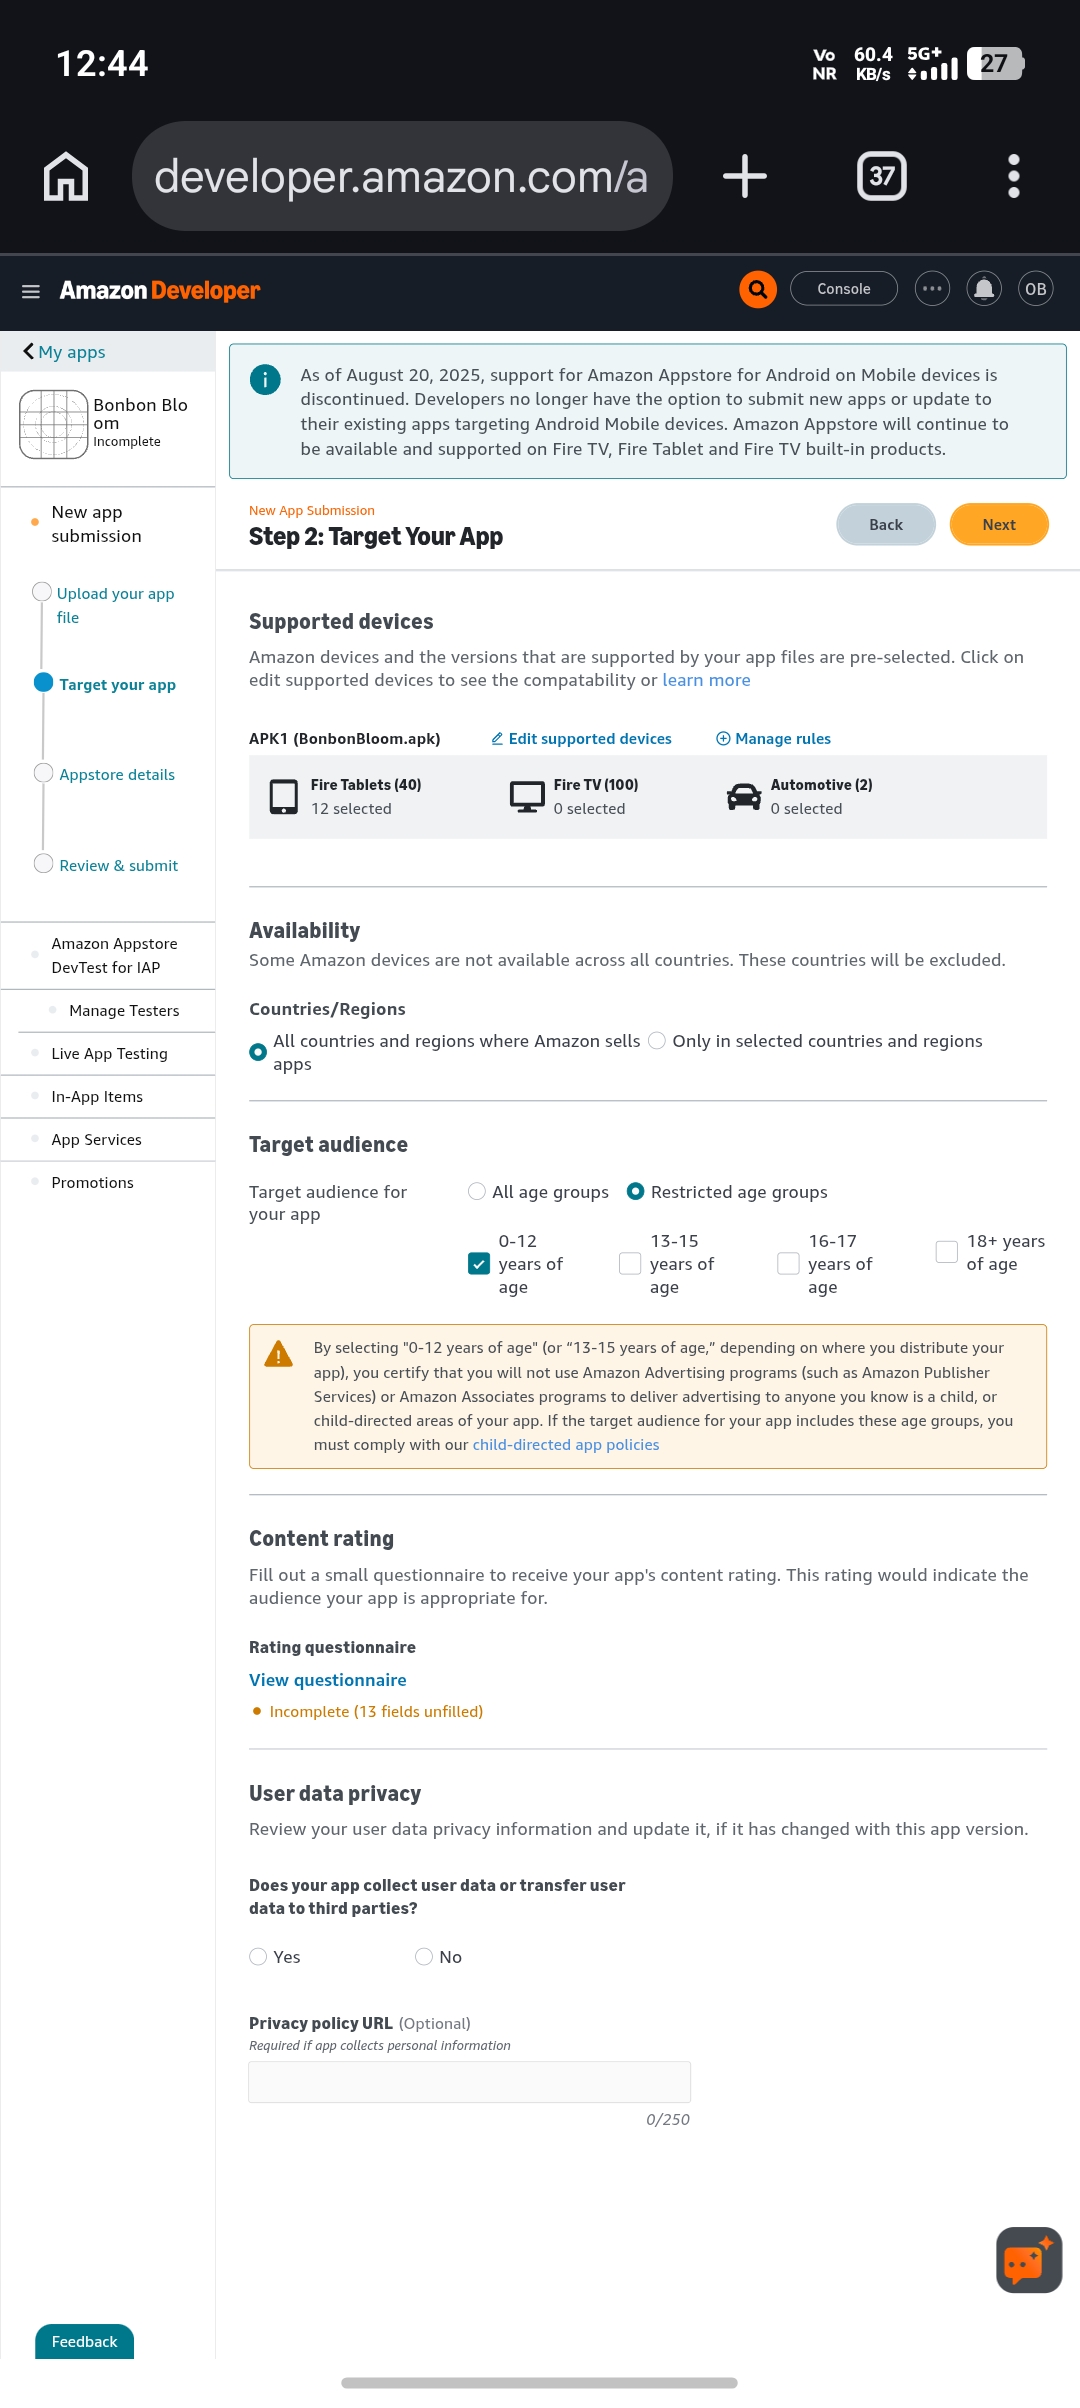 12:44
Vo NR
60.4 KB/s
5G+
27
developer.amazon.com/a
37
Amazon Developer
Console
OB
My apps
Bonbon Blo
om
Incomplete
New app
submission
Upload your app
file
Target your app
Appstore details
Review & submit
Amazon Appstore
DevTest for IAP
Manage Testers
Live App Testing
In-App Items
App Services
Promotions
As of August 20, 2025, support for Amazon Appstore for Android on Mobile devices is
discontinued. Developers no longer have the option to submit new apps or update to
their existing apps targeting Android Mobile devices. Amazon Appstore will continue to
be available and supported on Fire TV, Fire Tablet and Fire TV built-in products.
New App Submission
Step 2: Target Your App
Back
Next
Supported devices
Amazon devices and the versions that are supported by your app files are pre-selected. Click on
edit supported devices to see the compatability or learn more
APK1 (BonbonBloom.apk)
Edit supported devices
Manage rules
Fire Tablets (40)
12 selected
Fire TV (100)
0 selected
Automotive (2)
0 selected
Availability
Some Amazon devices are not available across all countries. These countries will be excluded.
Countries/Regions
All countries and regions where Amazon sells
apps
Only in selected countries and regions
Target audience
Target audience for
your app
All age groups
Restricted age groups
0-12
years of
age
13-15
years of
age
16-17
years of
age
18+ years
of age
By selecting "0-12 years of age" (or “13-15 years of age,” depending on where you distribute your
app), you certify that you will not use Amazon Advertising programs (such as Amazon Publisher
Services) or Amazon Associates programs to deliver advertising to anyone you know is a child, or
child-directed areas of your app. If the target audience for your app includes these age groups, you
must comply with our child-directed app policies
Content rating
Fill out a small questionnaire to receive your app's content rating. This rating would indicate the
audience your app is appropriate for.
Rating questionnaire
View questionnaire
Incomplete (13 fields unfilled)
User data privacy
Review your user data privacy information and update it, if it has changed with this app version.
Does your app collect user data or transfer user
data to third parties?
Yes
No
Privacy policy URL (Optional)
Required if app collects personal information
0/250
Feedback